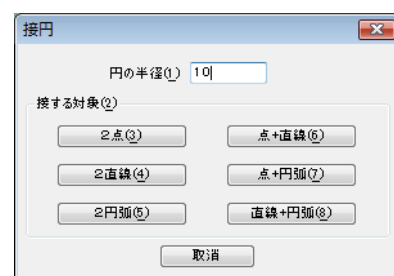 接円
円の半径(1) 10
接する対象(2)
2点(3) 点+直線(6)
2直線(4) 点+円弧(7)
2円弧(5) 直線+円弧(8)
取消